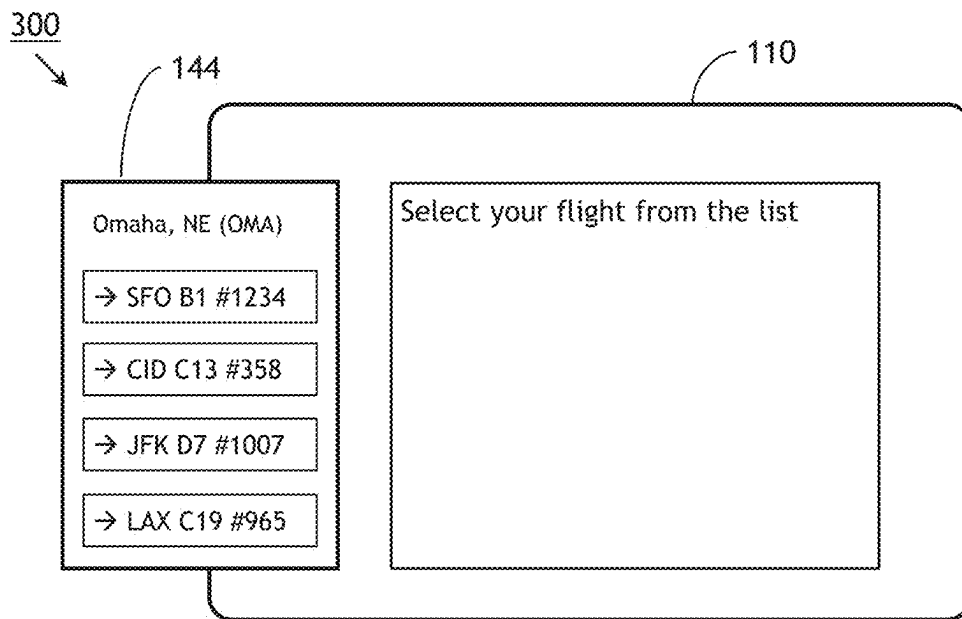 300
144
110
Omaha, NE (OMA)
→ SFO B1 #1234
→ CID C13 #358
→ JFK D7 #1007
→ LAX C19 #965
Select your flight from the list